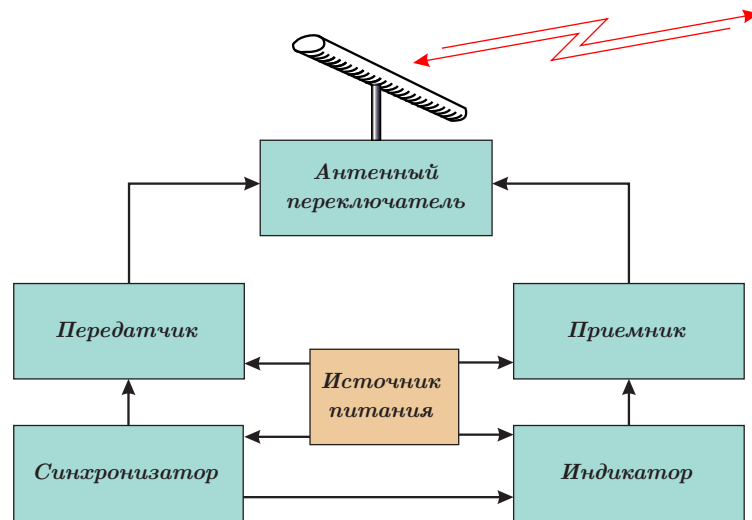 Антенный
переключатель
Передатчик
Приемник
Источник
питания
Синхронизатор
Индикатор